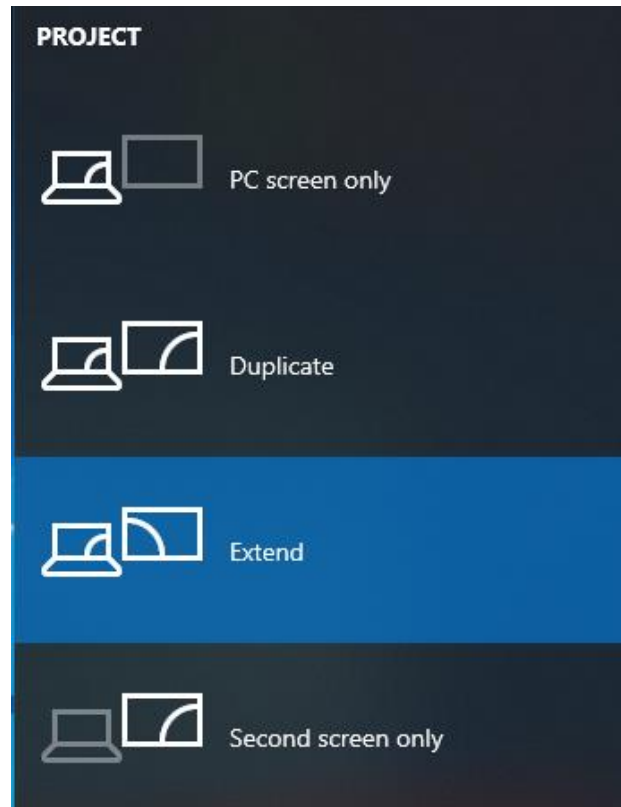 PROJECT
PC screen only
Duplicate
Extend
Second screen only